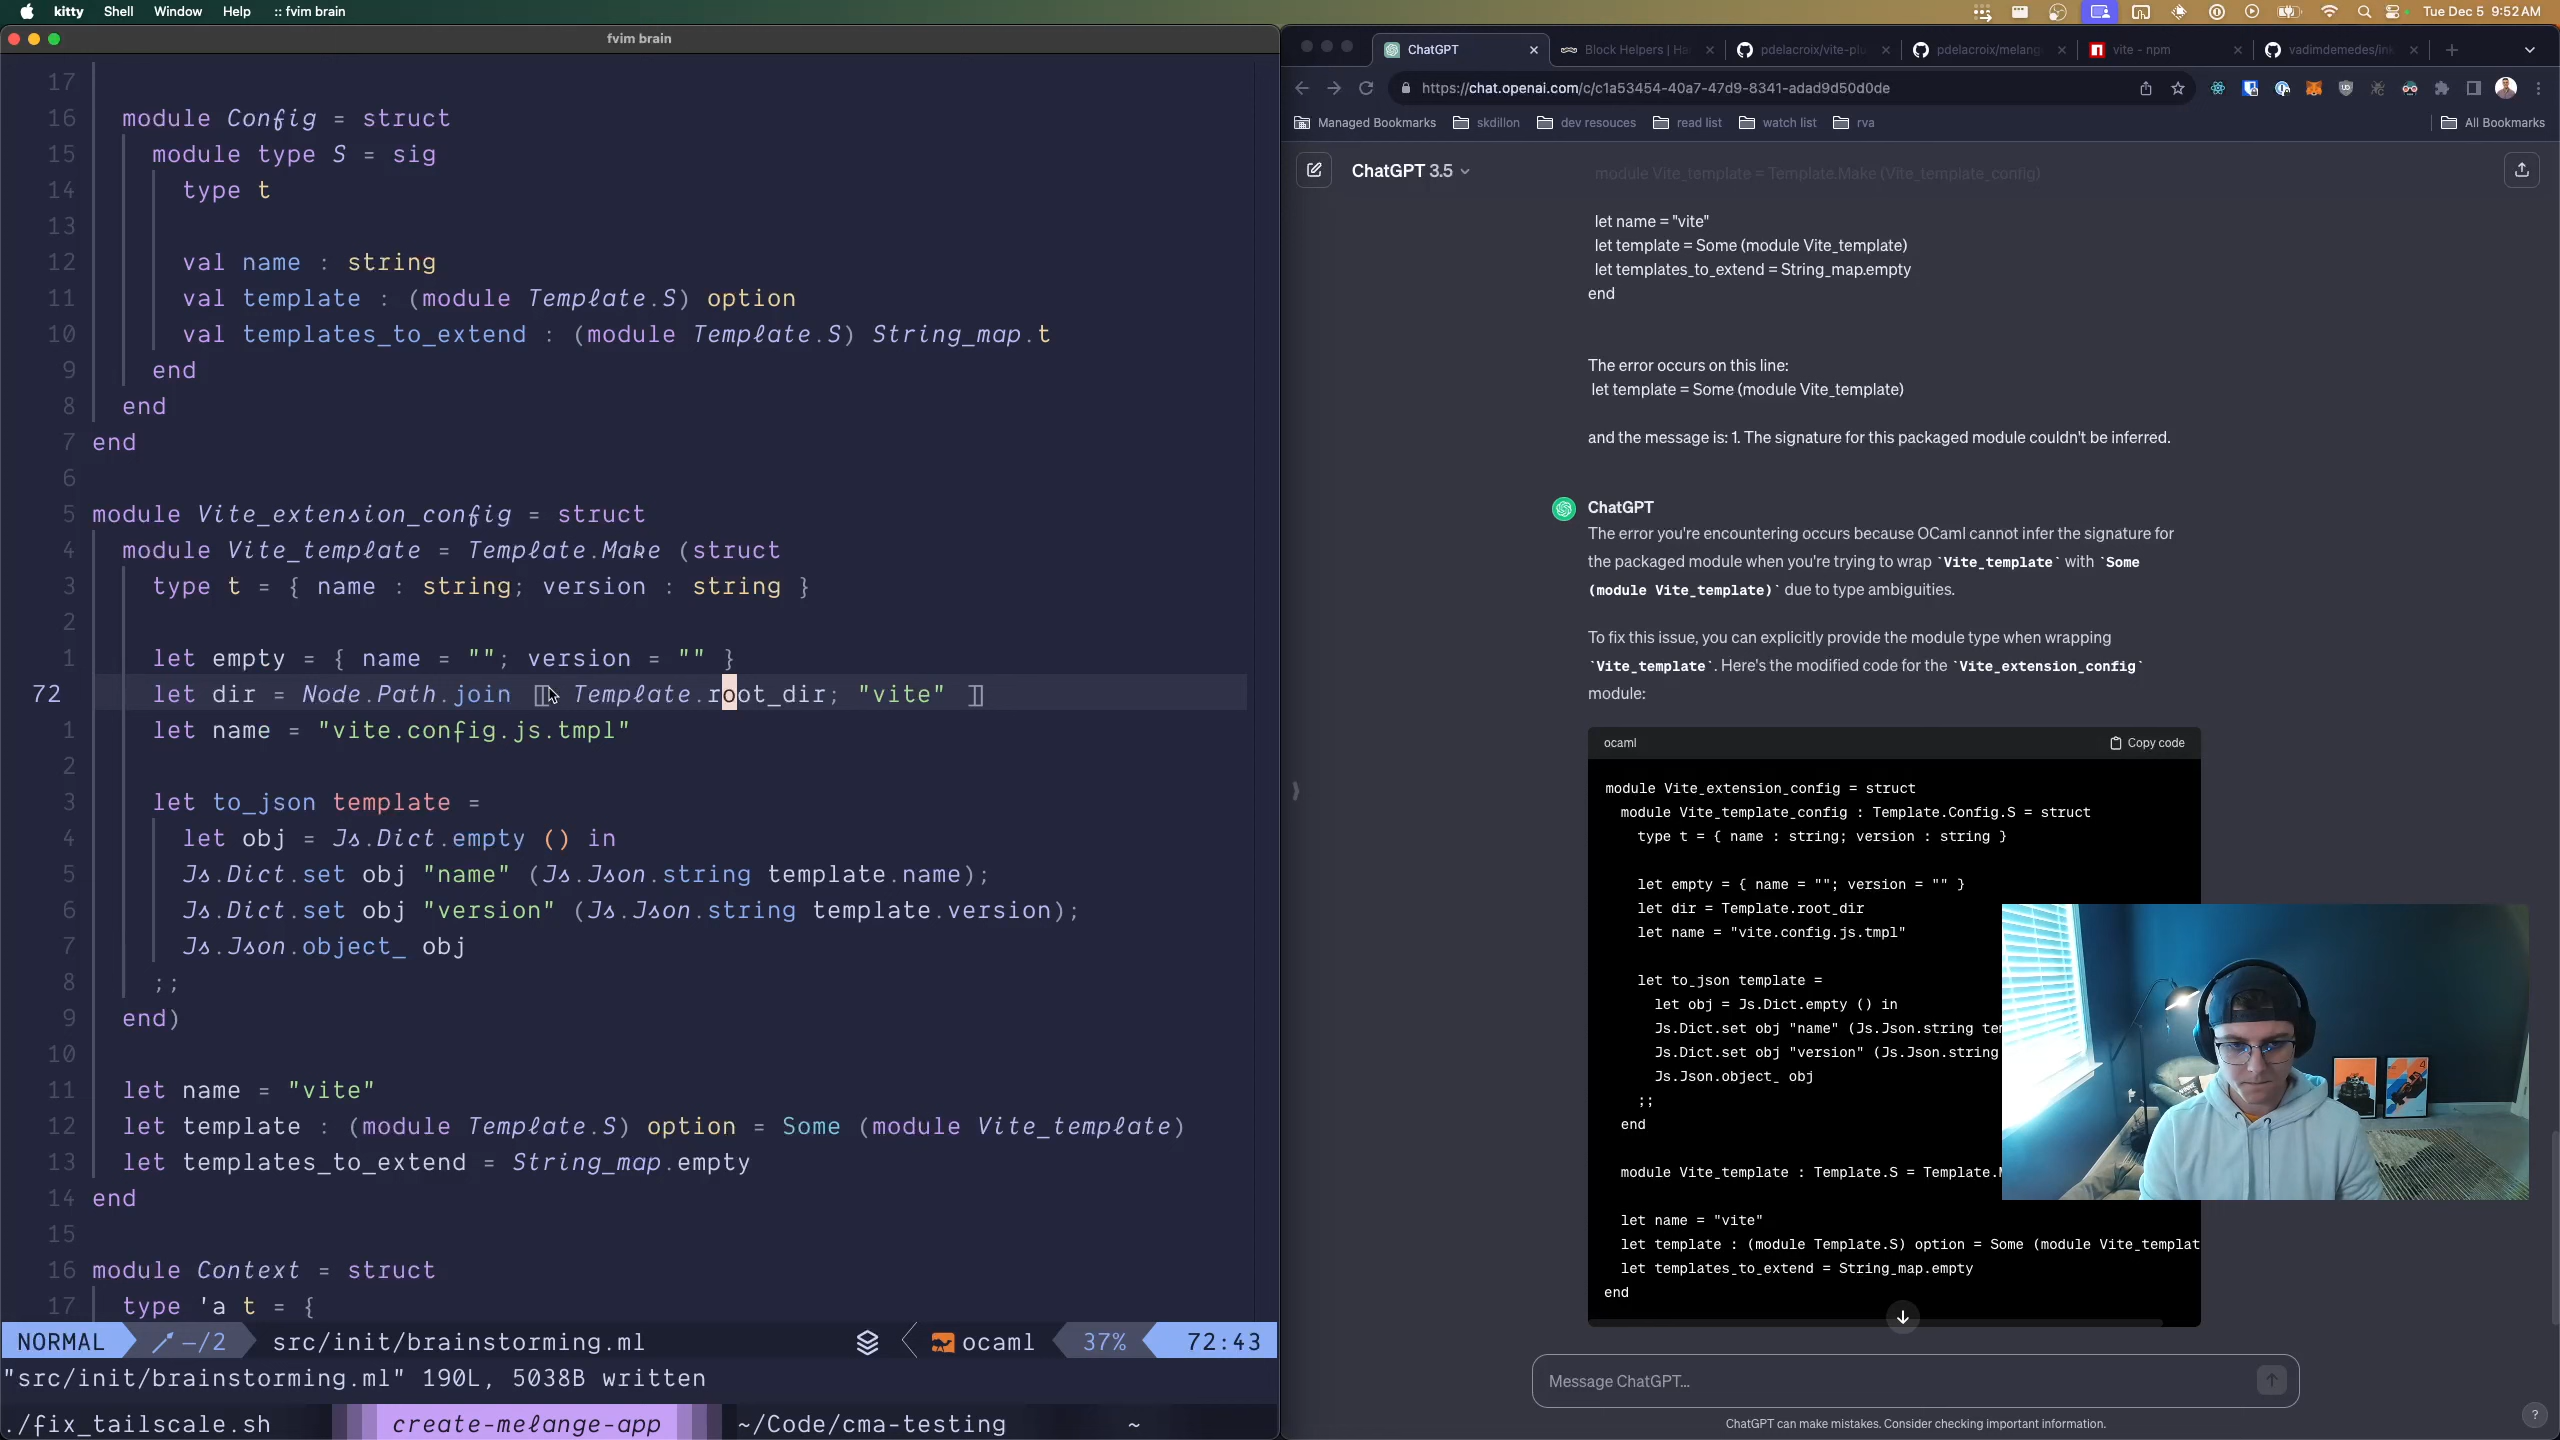 kitty Shell Window Help :: fvim brain
Tue Dec 5 9:52 AM
fvim brain
17
16 module Config = struct
15 module type S = sig
14 type t
13
12 val name : string
11 val template : (module Template.S) option
10 val templates_to_extend : (module Template.S) String_map.t
9 end
8 end
7 end
6
5 module Vite_extension_config = struct
4 module Vite_template = Template.Make (struct
3 type t = { name : string; version : string }
2
1 let empty = { name = ""; version = "" }
72 let dir = Node.Path.join [| Template.root_dir; "vite" |]
1 let name = "vite.config.js.tmpl"
2
3 let to_json template =
4 let obj = Js.Dict.empty () in
5 Js.Dict.set obj "name" (Js.Json.string template.name);
6 Js.Dict.set obj "version" (Js.Json.string template.version);
7 Js.Json.object_ obj
8 ;;
9 end)
10
11 let name = "vite"
12 let template : (module Template.S) option = Some (module Vite_template)
13 let templates_to_extend = String_map.empty
14 end
15
16 module Context = struct
17 type 'a t = {
NORMAL –/2 src/init/brainstorming.ml ocaml 37% 72:43
"src/init/brainstorming.ml" 190L, 5038B written
./fix_tailscale.sh create-melange-app ~/Code/cma-testing ~
ChatGPT Block Helpers | Ha pdelacroix/vite-plu pdelacroix/melang vite - npm vadimdemedes/ink
https://chat.openai.com/c/c1a53454-40a7-47d9-8341-adad9d50d0de
Managed Bookmarks skdillon dev resouces read list watch list rva All Bookmarks
ChatGPT 3.5
module Vite_template = Template.Make (Vite_template_config)
let name = "vite"
let template = Some (module Vite_template)
let templates_to_extend = String_map.empty
end
The error occurs on this line:
let template = Some (module Vite_template)
and the message is: 1. The signature for this packaged module couldn't be inferred.
ChatGPT
The error you're encountering occurs because OCaml cannot infer the signature for
the packaged module when you're trying to wrap `Vite_template` with `Some
(module Vite_template)` due to type ambiguities.
To fix this issue, you can explicitly provide the module type when wrapping
`Vite_template`. Here's the modified code for the `Vite_extension_config`
module:
ocaml Copy code
module Vite_extension_config = struct
module Vite_template_config : Template.Config.S = struct
type t = { name : string; version : string }
let empty = { name = ""; version = "" }
let dir = Template.root_dir
let name = "vite.config.js.tmpl"
let to_json template =
let obj = Js.Dict.empty () in
Js.Dict.set obj "name" (Js.Json.string
Js.Dict.set obj "version" (Js.Json.string
Js.Json.object_ obj
;;
end
module Vite_template : Template.S =
let name = "vite"
let template : (module Template.S) option = Some (module Vite_templat
let templates_to_extend = String_map.empty
end
Message ChatGPT...
ChatGPT can make mistakes. Consider checking important information.
?